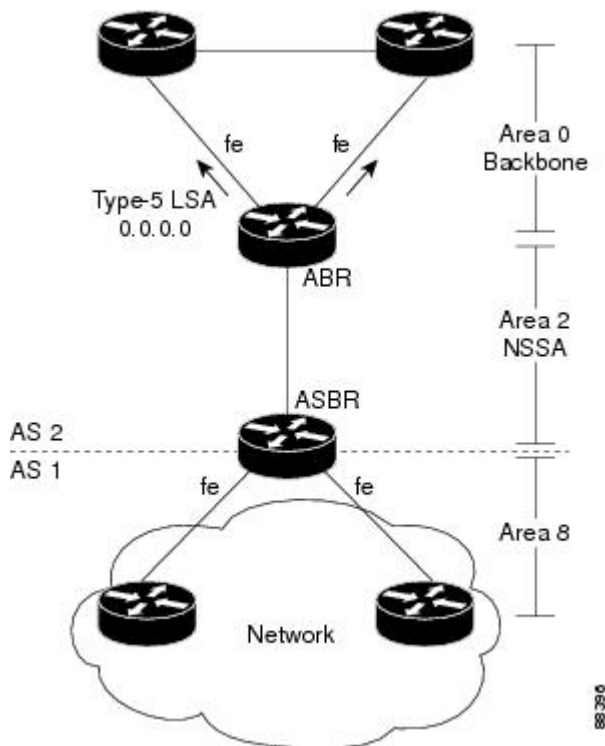 fe
fe
Area 0
Backbone
Type-5 LSA
0.0.0.0
ABR
Area 2
NSSA
ASBR
AS 2
AS 1
fe
fe
Area 8
Network
88396